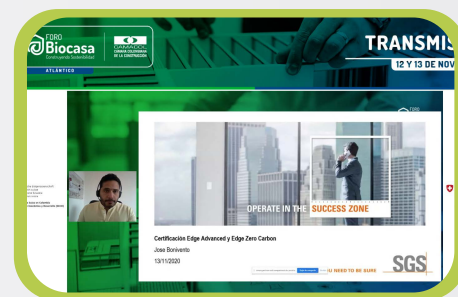 FORO
Biocasa
Construyendo Sostenibilidad
ATLÁNTICO
CAMACOL
CÁMARA COLOMBIANA
DE LA CONSTRUCCIÓN
TRANSMIS
12 Y 13 DE NOV
FORO
OPERATE IN THE SUCCESS ZONE
Certificación Edge Advanced y Edge Zero Carbon
Jose Bonivento
13/11/2020
U NEED TO BE SURE
SGS